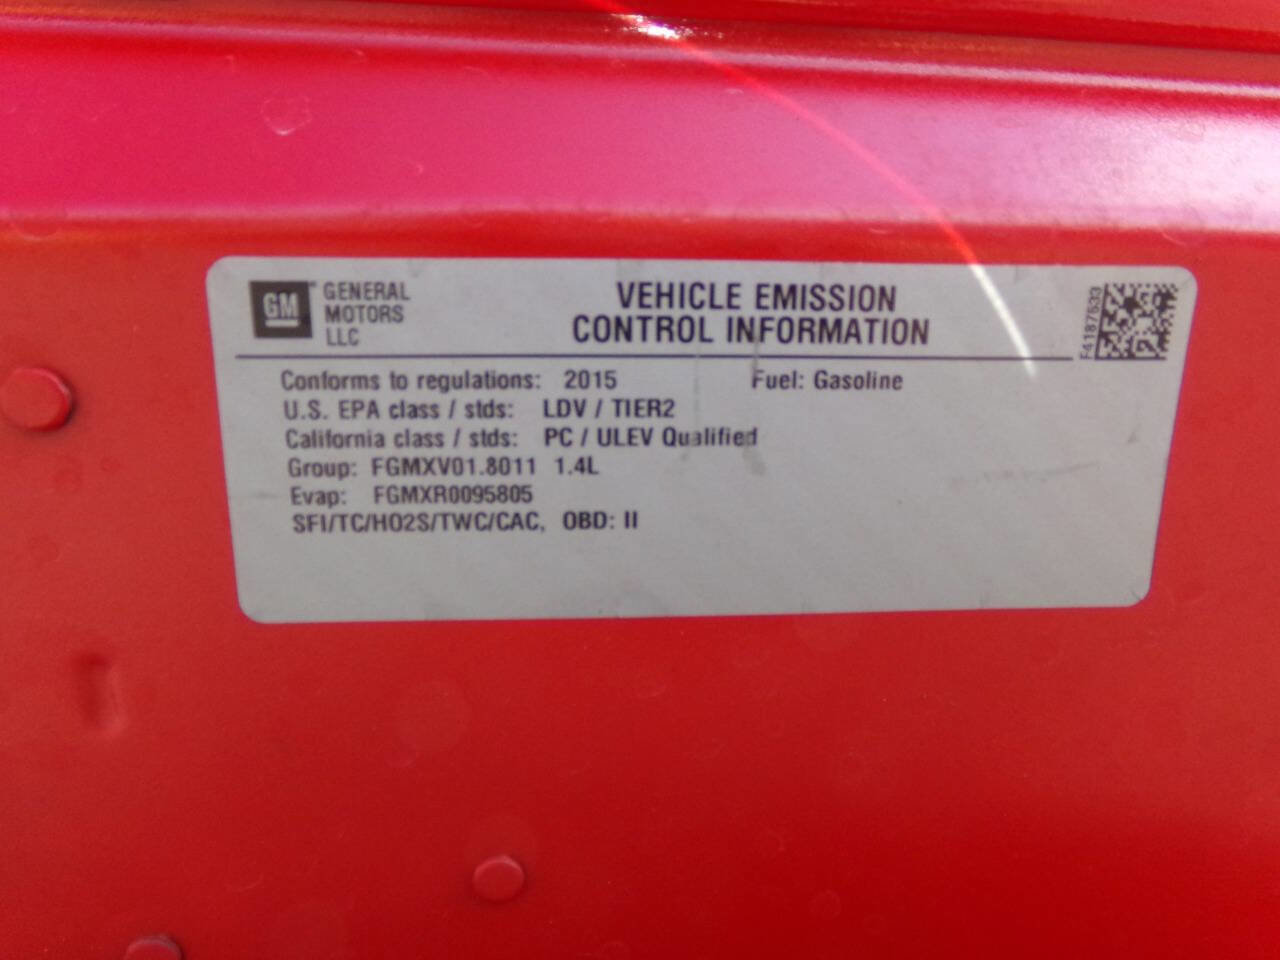 GM
GENERAL
MOTORS
LLC
VEHICLE EMISSION
CONTROL INFORMATION
F4187633
Conforms to regulations: 2015 Fuel: Gasoline
U.S. EPA class / stds: LDV / TIER2
California class / stds: PC / ULEV Qualified
Group: FGMXV01.8011 1.4L
Evap: FGMXR0095805
SFI/TC/HO2S/TWC/CAC, OBD: II